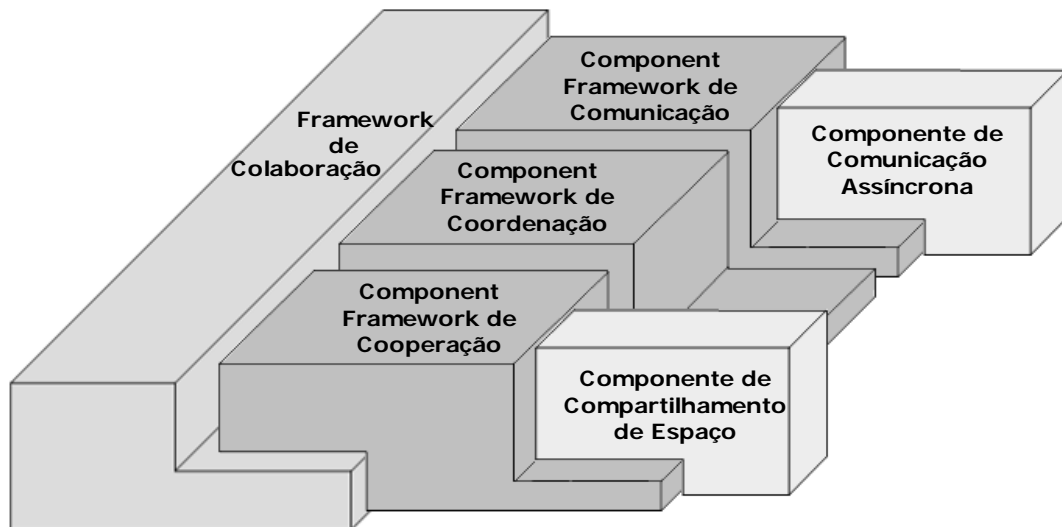 Framework
de
Colaboração
Component
Framework de
Comunicação
Componente de
Comunicação
Assíncrona
Component
Framework de
Coordenação
Component
Framework de
Cooperação
Componente de
Compartilhamento
de Espaço